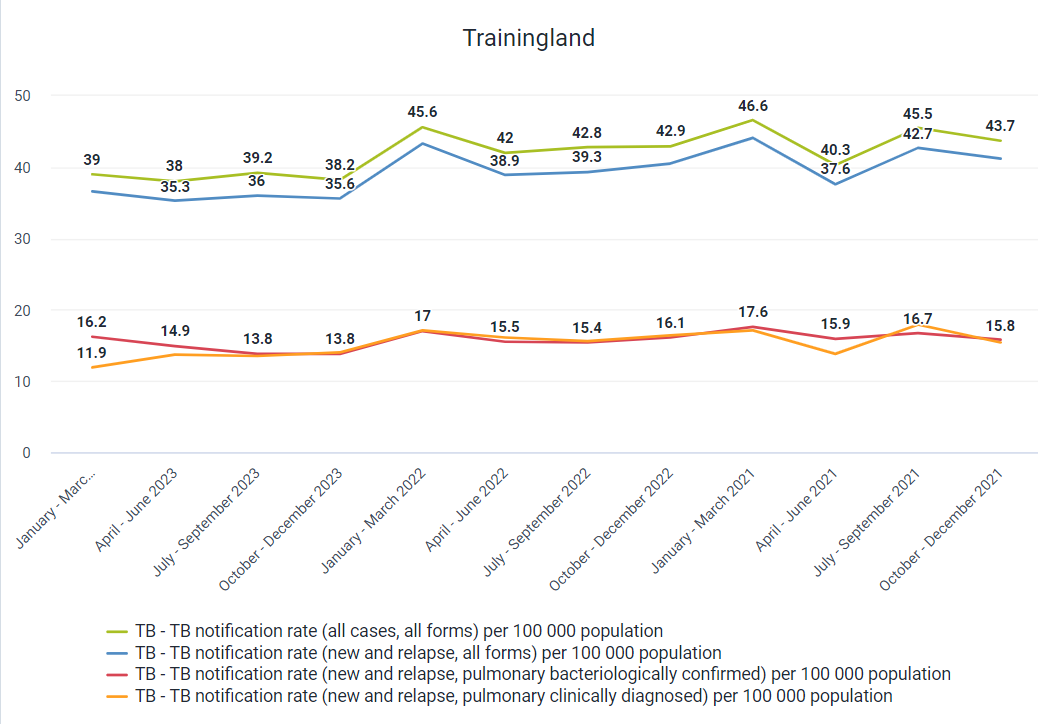 Trainingland
50
40
30
20
10
0
39
38
39.2
38.2
45.6
42
42.8
42.9
46.6
40.3
45.5
43.7
35.3
36
35.6
38.9
39.3
37.6
42.7
16.2
14.9
13.8
13.8
17
15.5
15.4
16.1
17.6
15.9
16.7
15.8
11.9
January - Marc...
April - June 2023
July - September 2023
October - December 2023
January - March 2022
April - June 2022
July - September 2022
October - December 2022
January - March 2021
April - June 2021
July - September 2021
October - December 2021
TB - TB notification rate (all cases, all forms) per 100 000 population
TB - TB notification rate (new and relapse, all forms) per 100 000 population
TB - TB notification rate (new and relapse, pulmonary bacteriologically confirmed) per 100 000 population
TB - TB notification rate (new and relapse, pulmonary clinically diagnosed) per 100 000 population